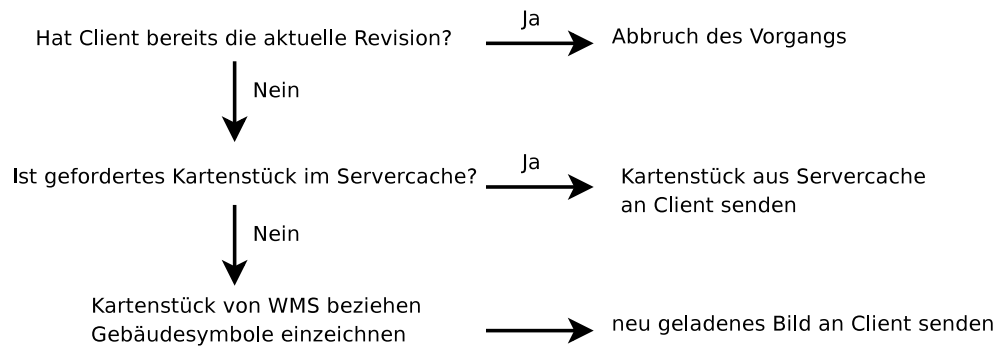 Hat Client bereits die aktuelle Revision?
Ja
Abbruch des Vorgangs
Nein
Ist gefordertes Kartenstück im Servercache?
Ja
Kartenstück aus Servercache
an Client senden
Nein
Kartenstück von WMS beziehen
Gebäudesymbole einzeichnen
neu geladenes Bild an Client senden